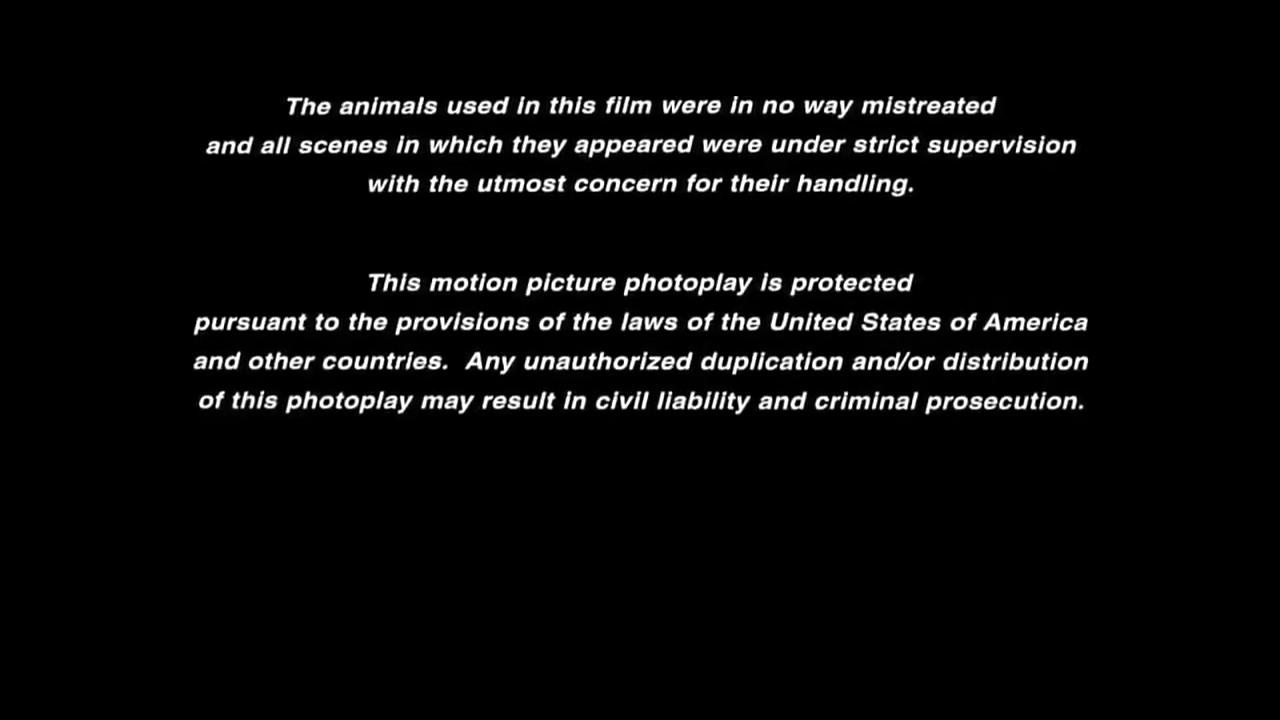 The animals used in this film were in no way mistreated
and all scenes in which they appeared were under strict supervision
with the utmost concern for their handling.
This motion picture photoplay is protected
pursuant to the provisions of the laws of the United States of America
and other countries.  Any unauthorized duplication and/or distribution
of this photoplay may result in civil liability and criminal prosecution.